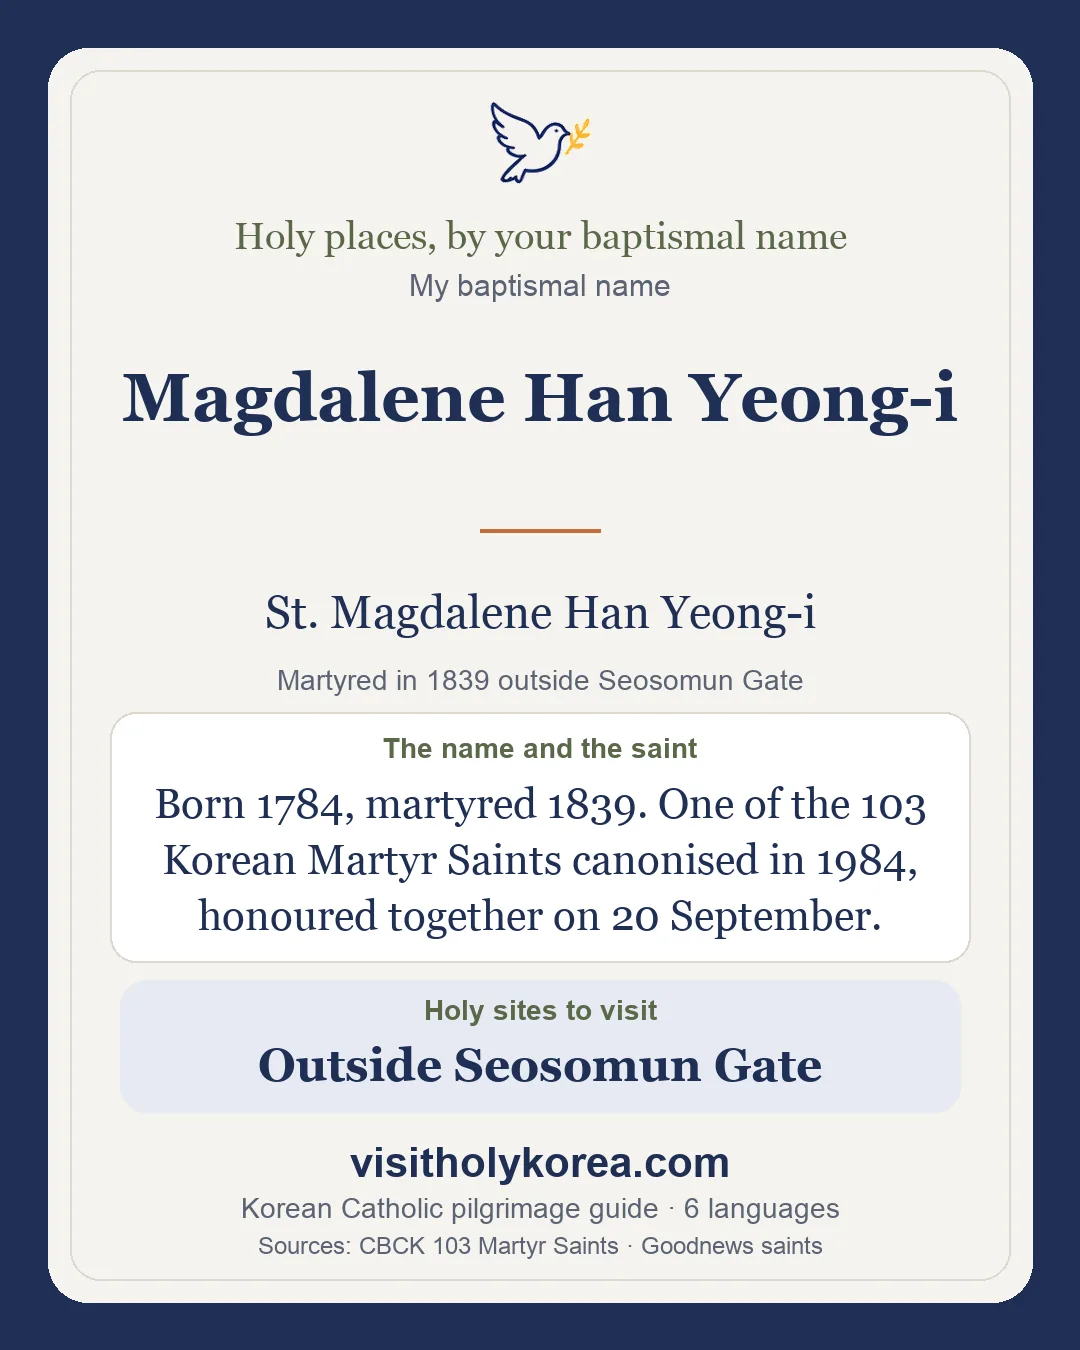 Holy places, by your baptismal name
My baptismal name
Magdalene Han Yeong-i
St. Magdalene Han Yeong-i
Martyred in 1839 outside Seosomun Gate
The name and the saint
Born 1784, martyred 1839. One of the 103
Korean Martyr Saints canonised in 1984,
honoured together on 20 September.
Holy sites to visit
Outside Seosomun Gate
visitholykorea.com
Korean Catholic pilgrimage guide · 6 languages
Sources: CBCK 103 Martyr Saints · Goodnews saints